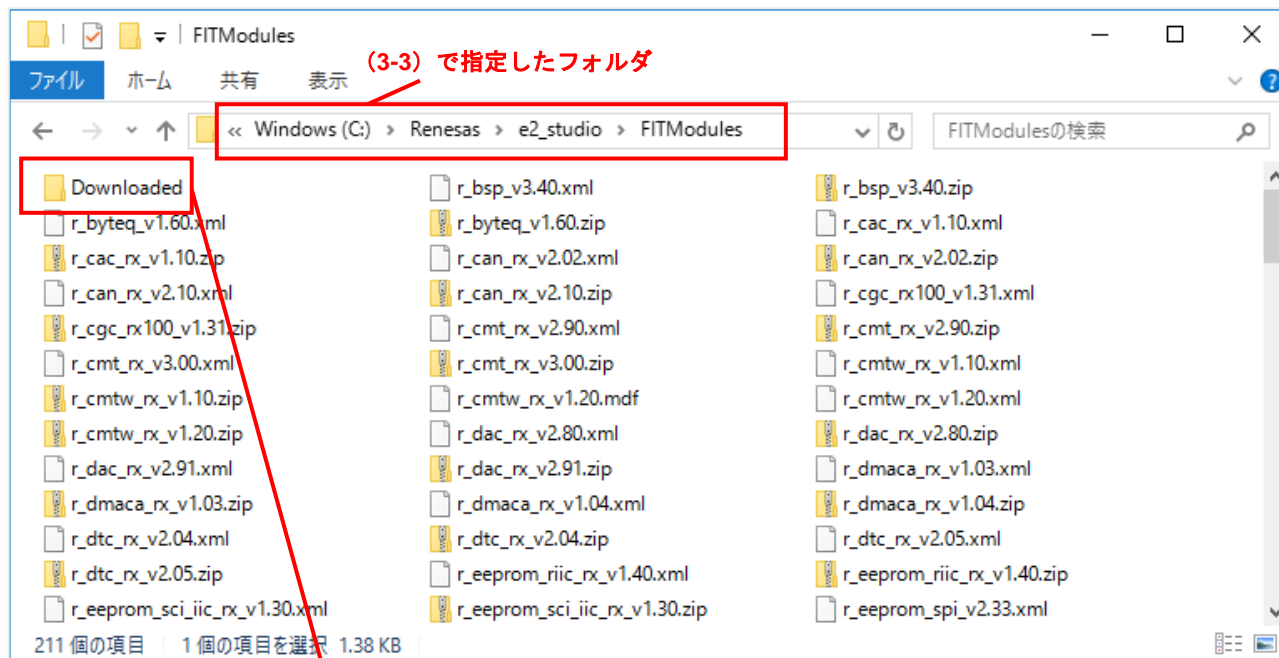 FITModules
（3-3）で指定したフォルダ
ファイル ホーム 共有 表示
« Windows (C:) › Renesas › e2_studio › FITModules FITModulesの検索
Downloaded r_bsp_v3.40.xml r_bsp_v3.40.zip
r_byteq_v1.60.xml r_byteq_v1.60.zip r_cac_rx_v1.10.xml
r_cac_rx_v1.10.zip r_can_rx_v2.02.xml r_can_rx_v2.02.zip
r_can_rx_v2.10.xml r_can_rx_v2.10.zip r_cgc_rx100_v1.31.xml
r_cgc_rx100_v1.31.zip r_cmt_rx_v2.90.xml r_cmt_rx_v2.90.zip
r_cmt_rx_v3.00.xml r_cmt_rx_v3.00.zip r_cmtw_rx_v1.10.xml
r_cmtw_rx_v1.10.zip r_cmtw_rx_v1.20.mdf r_cmtw_rx_v1.20.xml
r_cmtw_rx_v1.20.zip r_dac_rx_v2.80.xml r_dac_rx_v2.80.zip
r_dac_rx_v2.91.xml r_dac_rx_v2.91.zip r_dmaca_rx_v1.03.xml
r_dmaca_rx_v1.03.zip r_dmaca_rx_v1.04.xml r_dmaca_rx_v1.04.zip
r_dtc_rx_v2.04.xml r_dtc_rx_v2.04.zip r_dtc_rx_v2.05.xml
r_dtc_rx_v2.05.zip r_eeprom_riic_rx_v1.40.xml r_eeprom_riic_rx_v1.40.zip
r_eeprom_sci_iic_rx_v1.30.xml r_eeprom_sci_iic_rx_v1.30.zip r_eeprom_spi_v2.33.xml
211 個の項目 1 個の項目を選択 1.38 KB